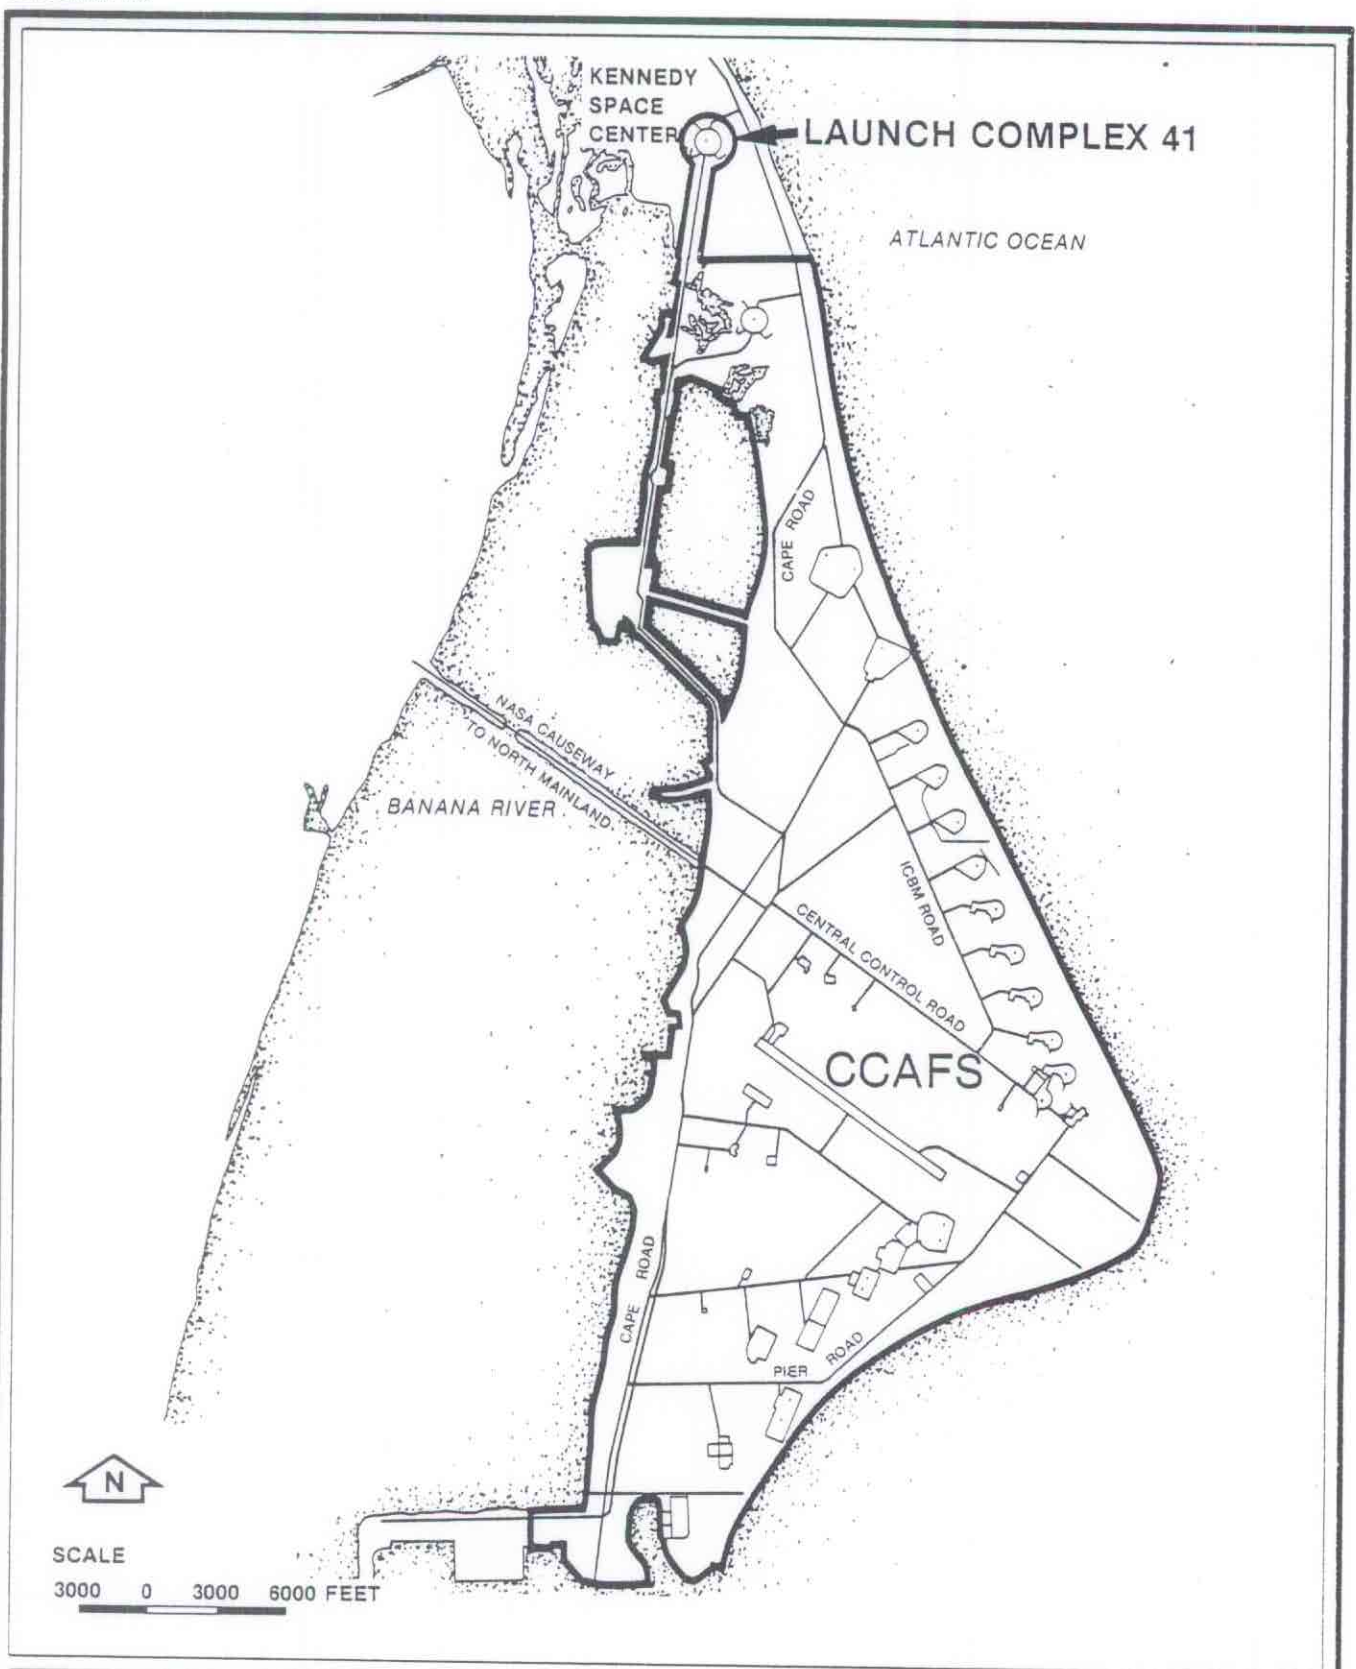 KENNEDY
SPACE
CENTER
LAUNCH COMPLEX 41
ATLANTIC OCEAN
CAPE ROAD
NASA CAUSEWAY
TO NORTH MAINLAND
BANANA RIVER
ICBM ROAD
CENTRAL CONTROL ROAD
CCAFS
CAPE ROAD
PIER ROAD
N
SCALE
3000 0 3000 6000 FEET